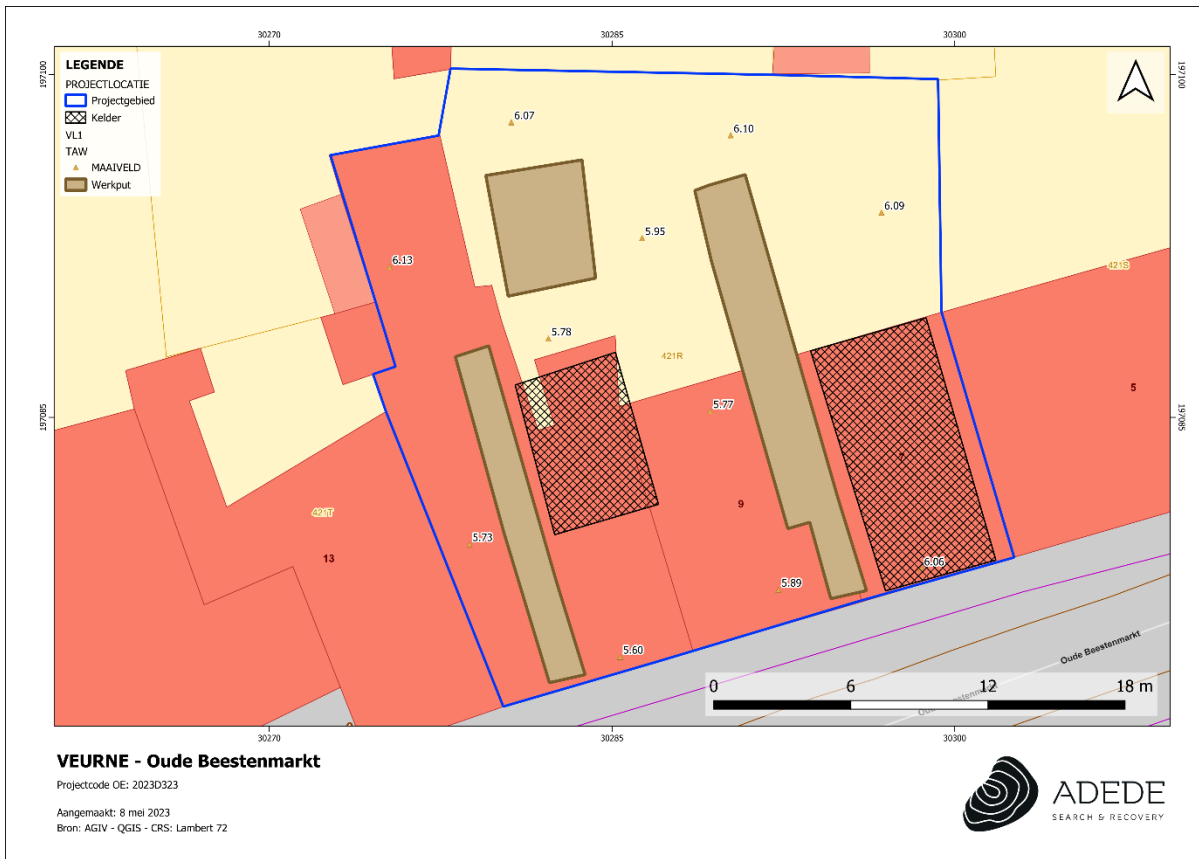 30270
30285
30300
197100
197100
LEGENDE
PROJECTLOCATIE
Projectgebied
Kelder
VL1
TAW
MAAIVELD
Werkput
6.07
6.10
6.09
5.95
6.13
421S
5.78
421R
5
197085
197085
5.77
7
9
421T
13
5.73
6.06
5.89
5.60
Oude Beestenmarkt
0 6 12 18 m
30270
30285
30300
VEURNE - Oude Beestenmarkt
Projectcode OE: 2023D323
Aangemaakt: 8 mei 2023
Bron: AGIV - QGIS - CRS: Lambert 72
ADEDE
SEARCH & RECOVERY